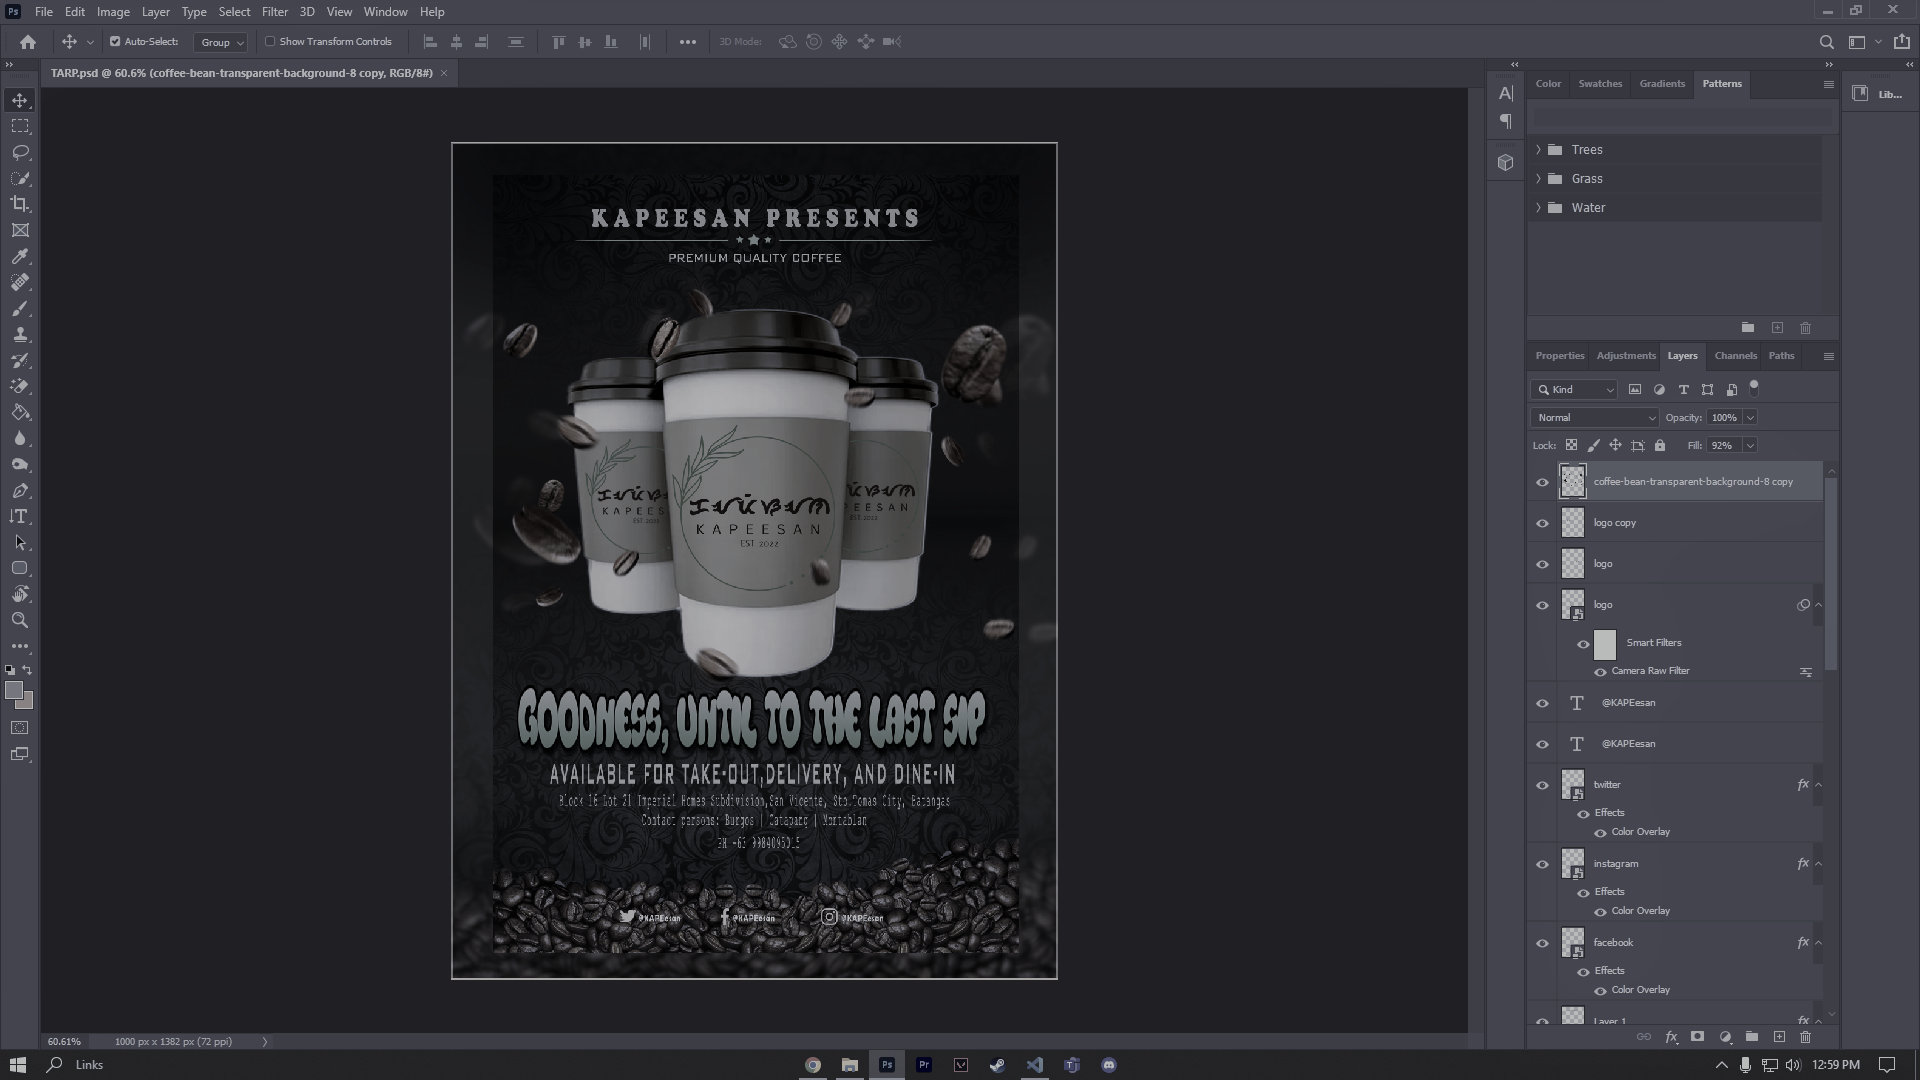 Ps File Edit Image Layer Type Select Filter 3D View Window Help
Auto-Select: Group Show Transform Controls 3D Mode:
TARP.psd @ 60.6% (coffee-bean-transparent-background-8 copy, RGB/8#)
KAPEESAN PRESENTS
PREMIUM QUALITY COFFEE
KAPEESAN
EST 2022
GOODNESS, UNTIL TO THE LAST SIP
AVAILABLE FOR TAKE-OUT,DELIVERY, AND DINE-IN
Block 16 Lot 21 Imperial Homes Subdivision,San Vicente, Sto.Tomas City, Batangas
Contact persons: Burgos | Catapang | Montablan
@KAPEesan @KAPEesan @KAPEesan
60.61% 1000 px x 1382 px (72 ppi)
Color Swatches Gradients Patterns
Trees
Grass
Water
Lib...
Properties Adjustments Layers Channels Paths
Kind
Normal Opacity: 100%
Lock: Fill: 92%
coffee-bean-transparent-background-8 copy
logo copy
logo
logo
Smart Filters
Camera Raw Filter
@KAPEesan
@KAPEesan
twitter fx
Effects
Color Overlay
instagram fx
Effects
Color Overlay
facebook fx
Effects
Color Overlay
Layer 1 fx
Links
Ps Pr
12:59 PM